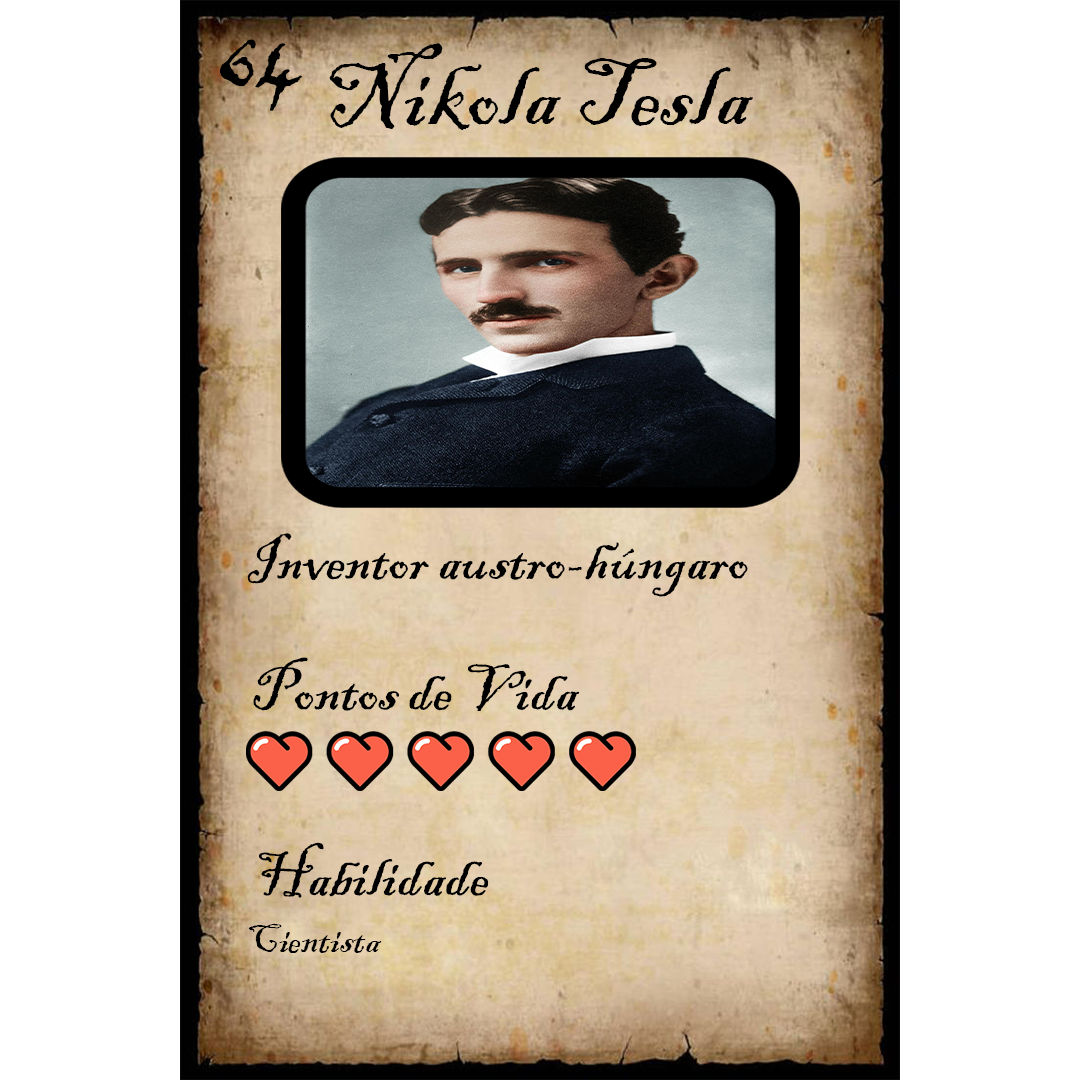 64 Nikola Tesla
Inventor austro-húngaro
Pontos de Vida
Habilidade
Cientista